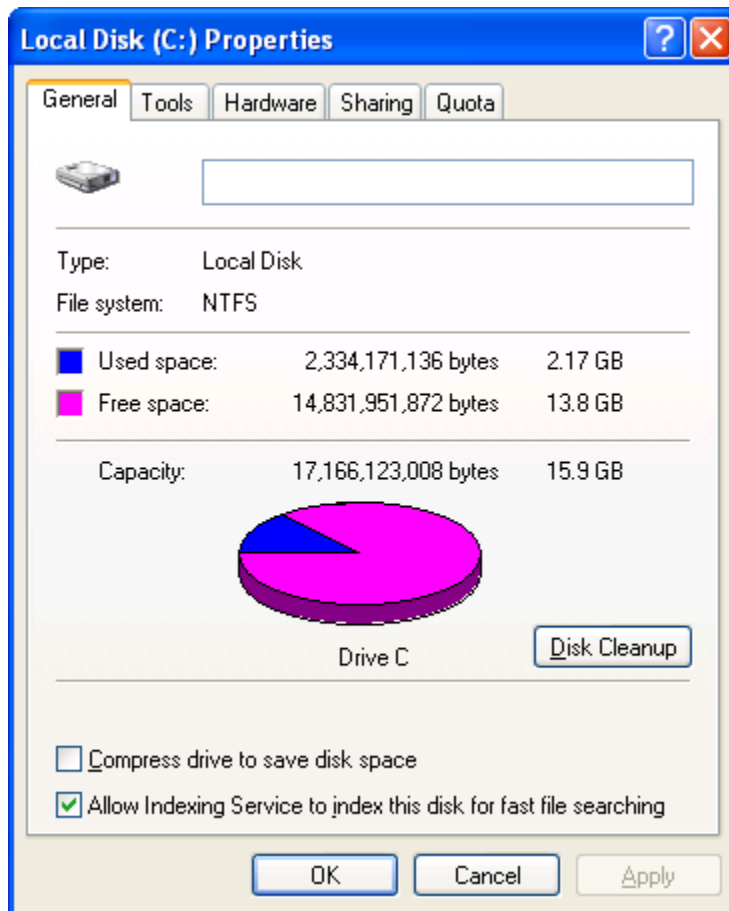 Local Disk (C:) Properties
General Tools Hardware Sharing Quota
Type: Local Disk
File system: NTFS
Used space: 2,334,171,136 bytes 2.17 GB
Free space: 14,831,951,872 bytes 13.8 GB
Capacity: 17,166,123,008 bytes 15.9 GB
Drive C
Disk Cleanup
Compress drive to save disk space
Allow Indexing Service to index this disk for fast file searching
OK Cancel Apply